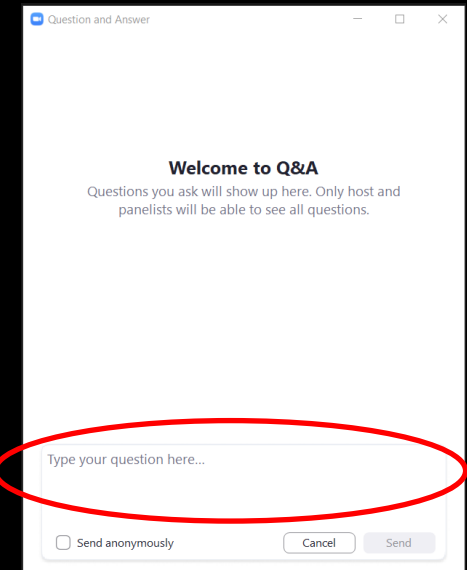 Question and Answer
Welcome to Q&A
Questions you ask will show up here. Only host and
panelists will be able to see all questions.
Type your question here...
Send anonymously
Cancel
Send